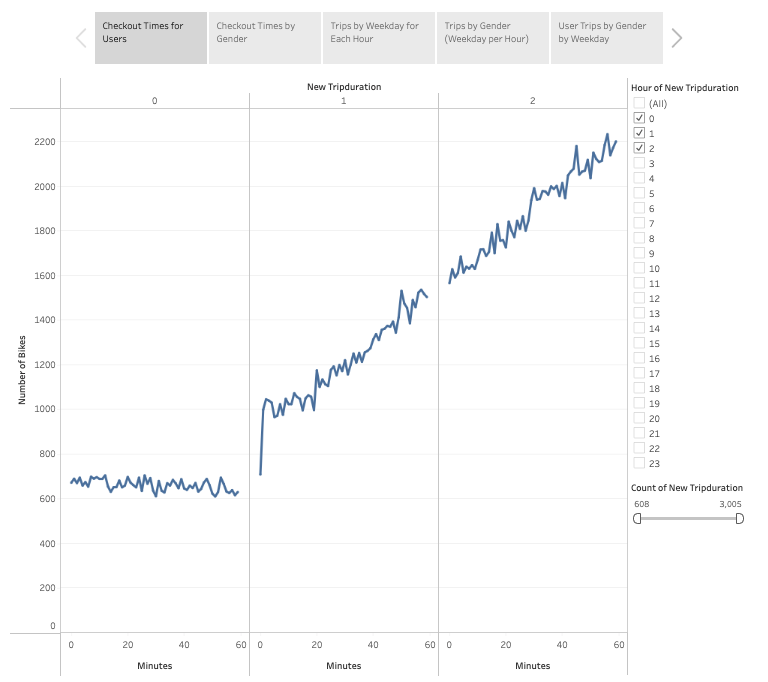 Checkout Times for
Users
Checkout Times by
Gender
Trips by Weekday for
Each Hour
Trips by Gender
(Weekday per Hour)
User Trips by Gender
by Weekday
New Tripduration
0
1
2
Number of Bikes
2200
2000
1800
1600
1400
1200
1000
800
600
400
200
0
0
20
40
60
0
20
40
60
0
20
40
60
Minutes
Minutes
Minutes
Hour of New Tripduration
(All)
0
1
2
3
4
5
6
7
8
9
10
11
12
13
14
15
16
17
18
19
20
21
22
23
Count of New Tripduration
608
3,005